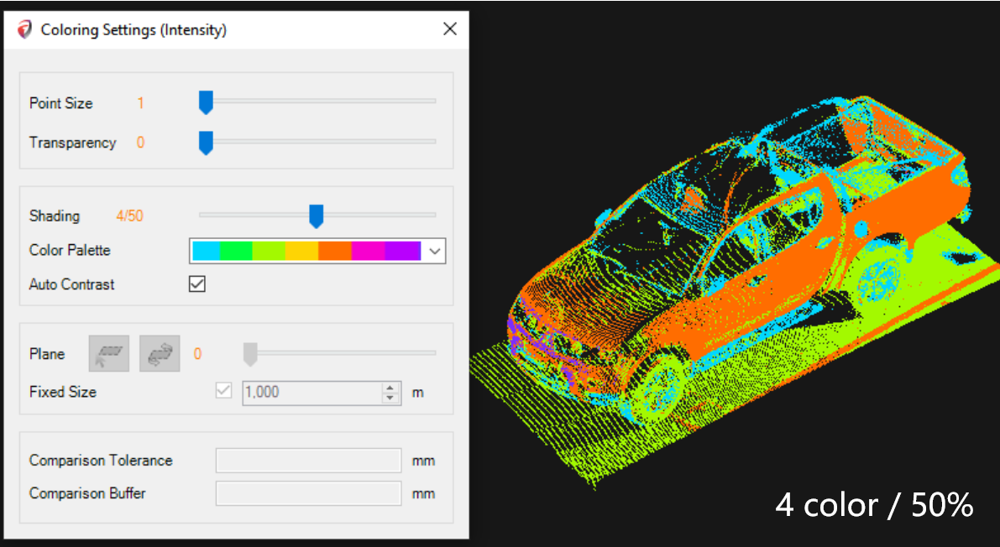 Coloring Settings (Intensity)
Point Size 1
Transparency 0
Shading 4/50
Color Palette
Auto Contrast
Plane 0
Fixed Size 1,000 m
Comparison Tolerance mm
Comparison Buffer mm
4 color / 50%